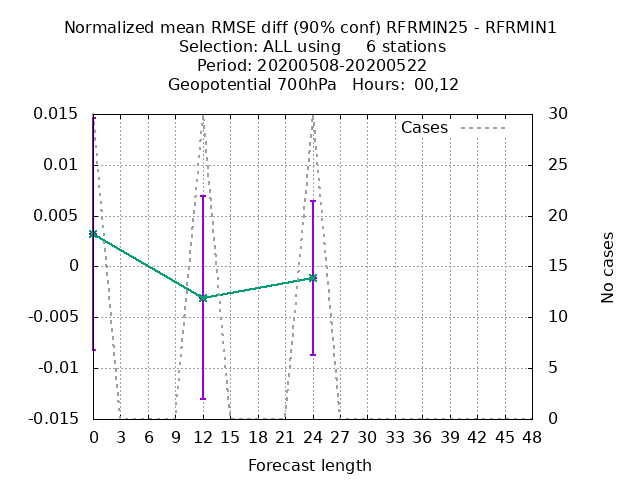 Normalized mean RMSE diff (90% conf) RFRMIN25 - RFRMIN1
Selection: ALL using     6 stations
Period: 20200508-20200522
Geopotential 700hPa   Hours:  00,12
0.015
0.01
0.005
0
-0.005
-0.01
-0.015
Cases
30
25
20
15
10
5
0
No cases
0 3 6 9 12 15 18 21 24 27 30 33 36 39 42 45 48
Forecast length